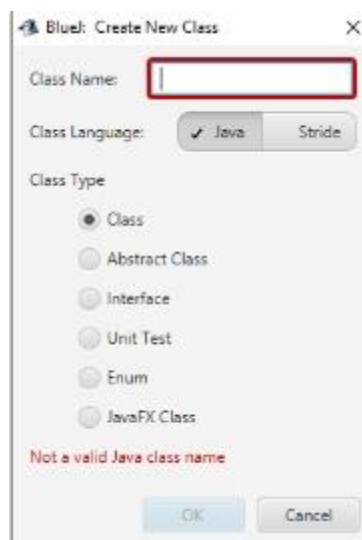 BlueJ: Create New Class
Class Name:
Class Language: ✔ Java Stride
Class Type
Class
Abstract Class
Interface
Unit Test
Enum
JavaFX Class
Not a valid Java class name
OK Cancel